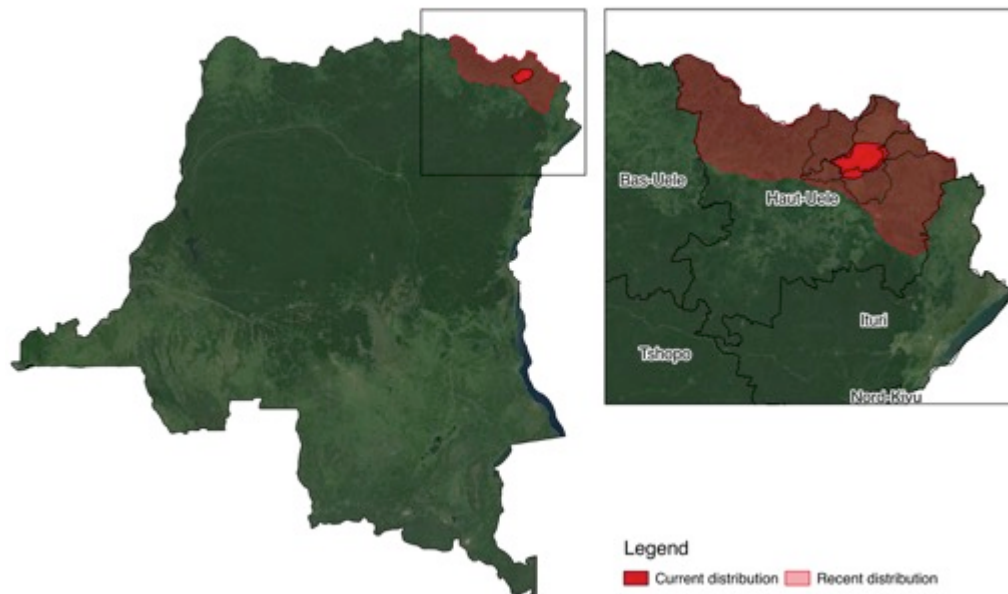 Bas-Uele
Haut-Uele
Ituri
Tshopo
Nord-Kivu
Legend
Current distribution
Recent distribution